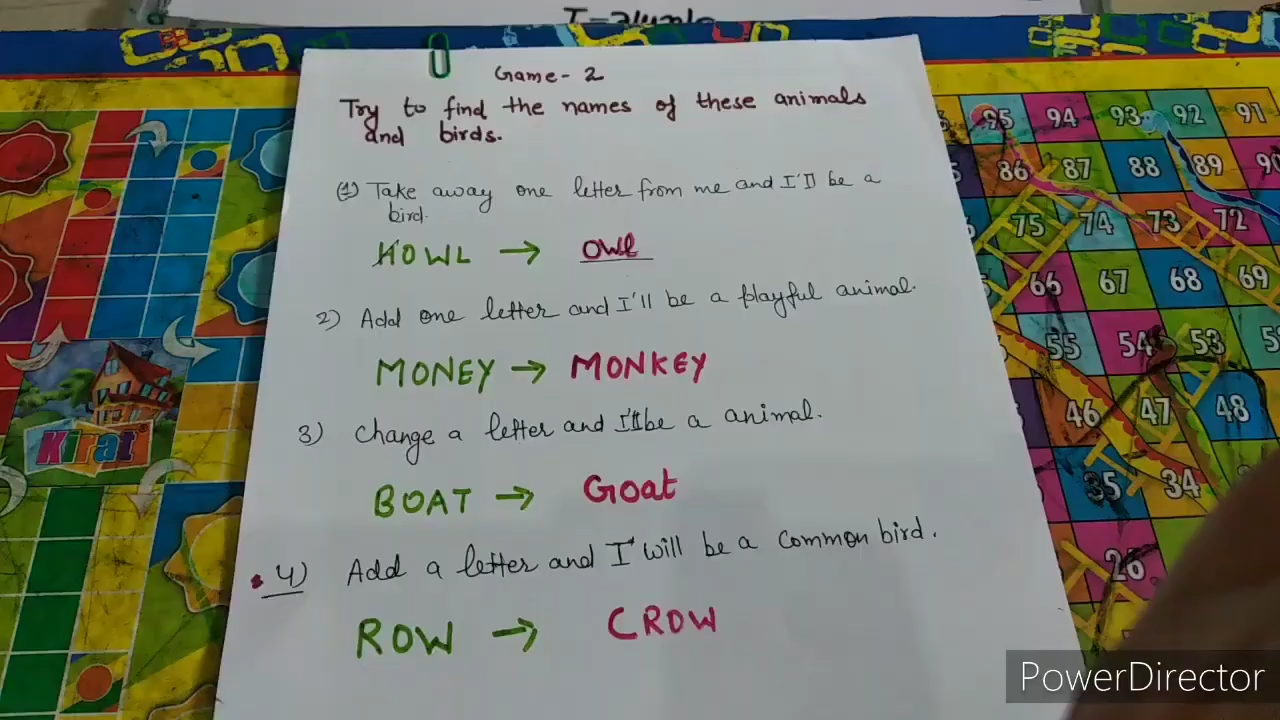 Game - 2
Try to find the names of these animals
and birds.
(1) Take away one letter from me and I'll be a
bird.
HOWL → owl
2) Add one letter and I'll be a playful animal.
MONEY → MONKEY
3) Change a letter and I'll be a animal.
BOAT → Goat
4) Add a letter and I will be a common bird.
ROW → CROW
Kirat
95 94 93 92 91
86 87 88 89 90
75 74 73 72
66 67 68 69
55 54 53
46 47 48
35 34
26
PowerDirector